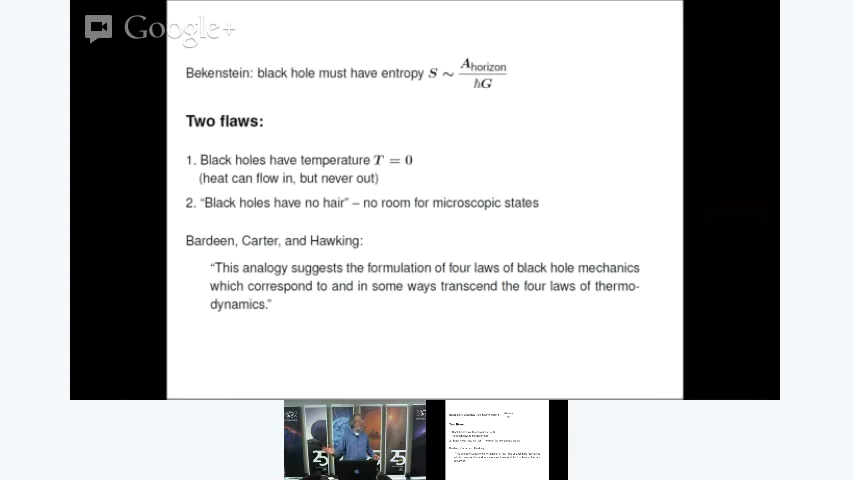 Google+
Bekenstein: black hole must have entropy S ∼ A_horizon / ħG
Two flaws:
1. Black holes have temperature T = 0
(heat can flow in, but never out)
2. “Black holes have no hair” – no room for microscopic states
Bardeen, Carter, and Hawking:
“This analogy suggests the formulation of four laws of black hole mechanics
which correspond to and in some ways transcend the four laws of thermo-
dynamics.”
25
25